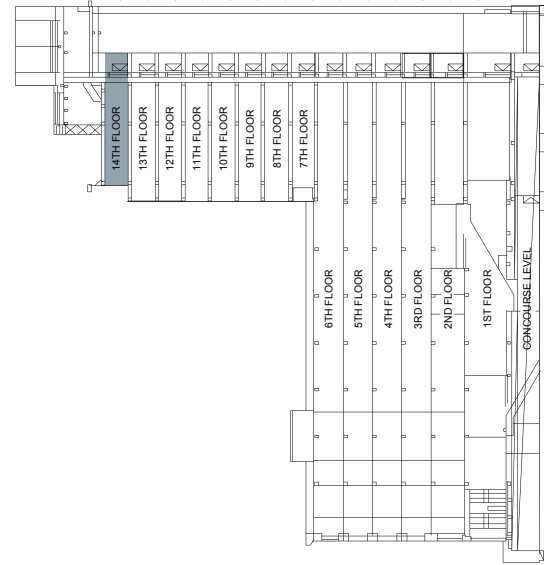 14TH FLOOR
13TH FLOOR
12TH FLOOR
11TH FLOOR
10TH FLOOR
9TH FLOOR
8TH FLOOR
7TH FLOOR
6TH FLOOR
5TH FLOOR
4TH FLOOR
3RD FLOOR
2ND FLOOR
1ST FLOOR
CONCOURSE LEVEL